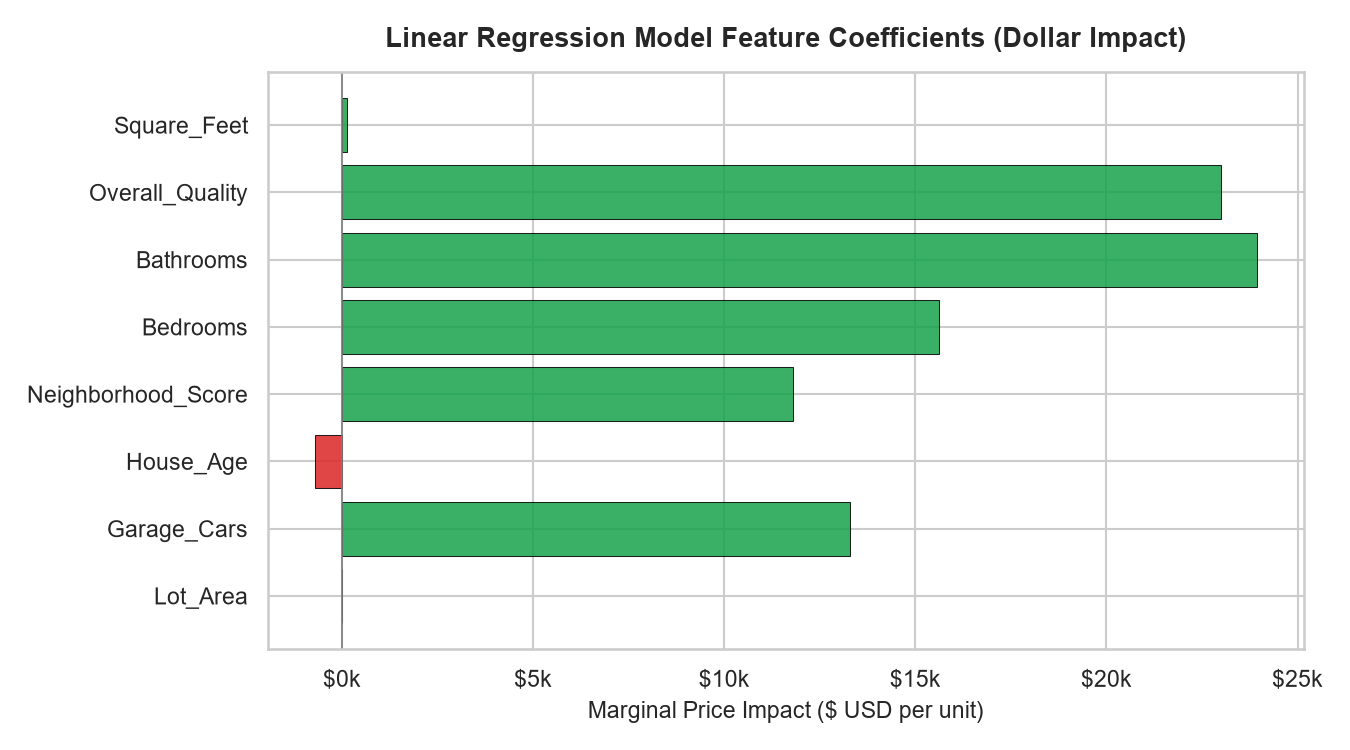 Linear Regression Model Feature Coefficients (Dollar Impact)
Square_Feet
Overall_Quality
Bathrooms
Bedrooms
Neighborhood_Score
House_Age
Garage_Cars
Lot_Area
$0k $5k $10k $15k $20k $25k
Marginal Price Impact ($ USD per unit)